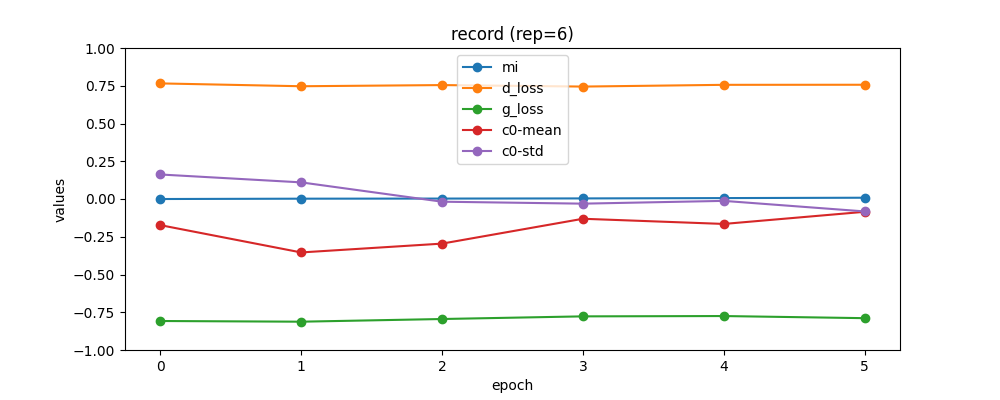 record (rep=6)
1.00
0.75
0.50
0.25
0.00
−0.25
−0.50
−0.75
−1.00
values
mi
d_loss
g_loss
c0-mean
c0-std
0 1 2 3 4 5
epoch